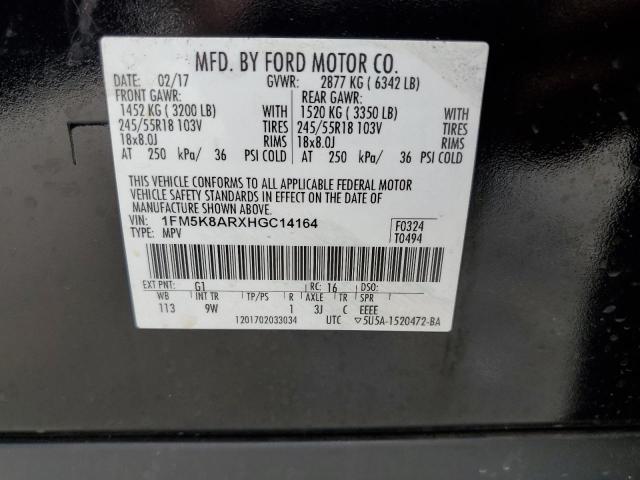 MFD. BY FORD MOTOR CO.
DATE: 02/17 GVWR: 2877 KG ( 6342 LB)
FRONT GAWR: REAR GAWR:
1452 KG ( 3200 LB) WITH 1520 KG ( 3350 LB) WITH
245/55R18 103V TIRES 245/55R18 103V TIRES
18x8.0J RIMS 18x8.0J RIMS
AT 250 kPa/ 36 PSI COLD AT 250 kPa/ 36 PSI COLD
THIS VEHICLE CONFORMS TO ALL APPLICABLE FEDERAL MOTOR
VEHICLE SAFETY STANDARDS IN EFFECT ON THE DATE OF
MANUFACTURE SHOWN ABOVE.
VIN: 1FM5K8ARXHGC14164 F0324
TYPE: MPV T0494
EXT PNT: G1 RC: 16 DSO:
WB INT TR TP/PS R AXLE TR SPR
113 9W 1 3J C EEEE
1201702033034 UTC ▽5U5A-1520472-BA